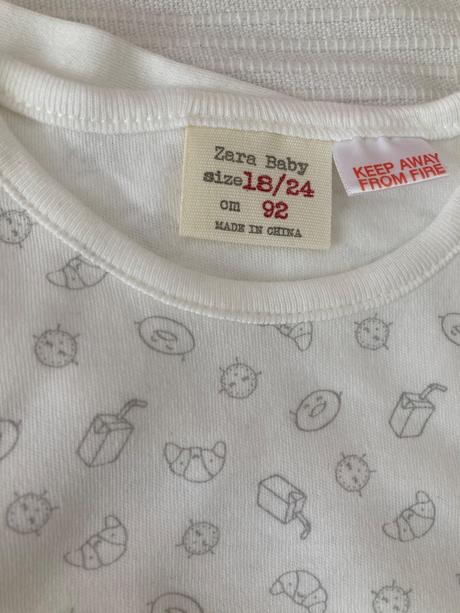 Zara Baby
size18/24
cm 92
MADE IN CHINA
KEEP AWAY
FROM FIRE